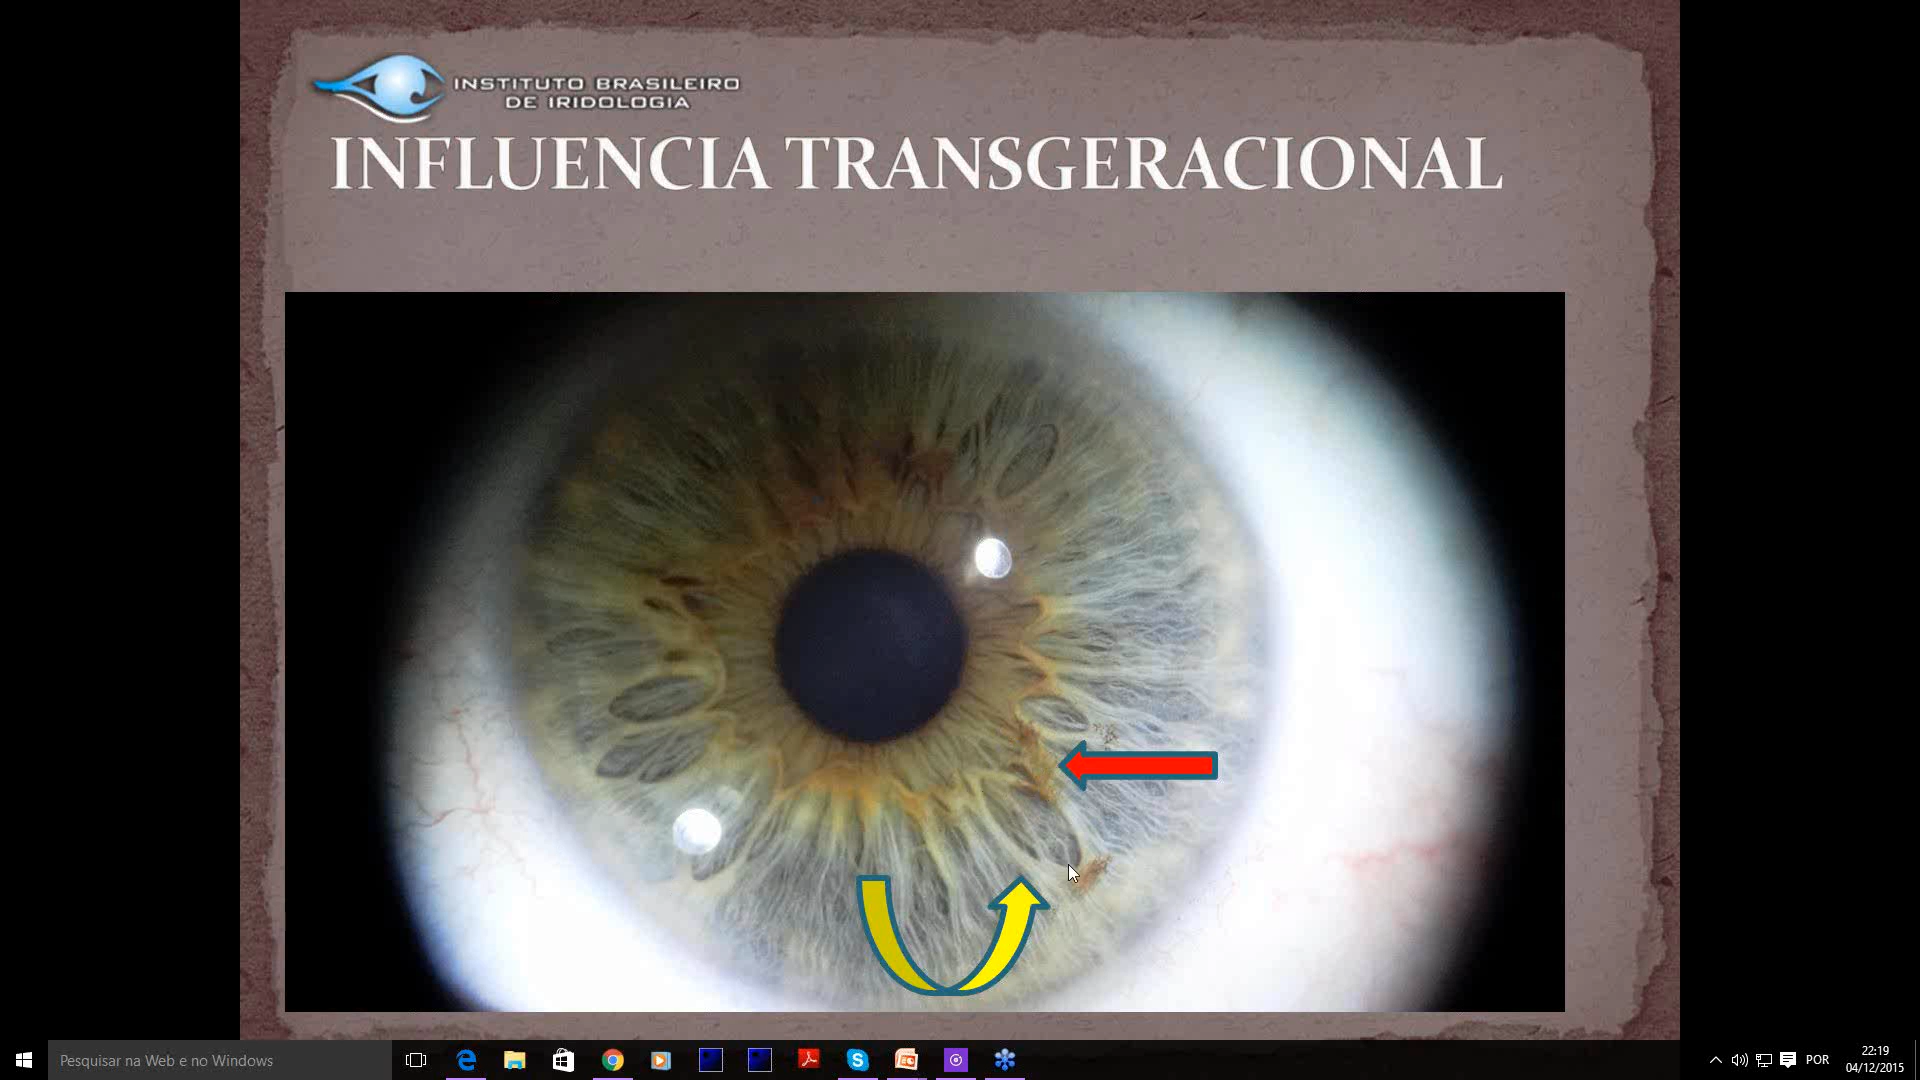 INSTITUTO BRASILEIRO
DE IRIDOLOGIA
INFLUENCIA TRANSGERACIONAL
Pesquisar na Web e no Windows
POR
22:19
04/12/2015